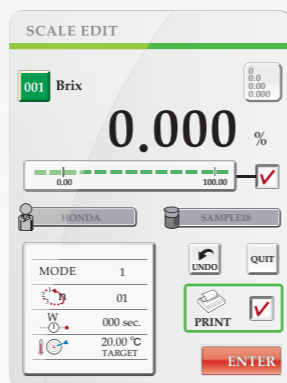 SCALE EDIT
001 Brix
0
0.0
0.00
0.000
0.000 %
0.00 100.00
HONDA SAMPLE18
MODE 1
n 01
W 000 sec.
20.00 °C
TARGET
UNDO QUIT
PRINT
ENTER